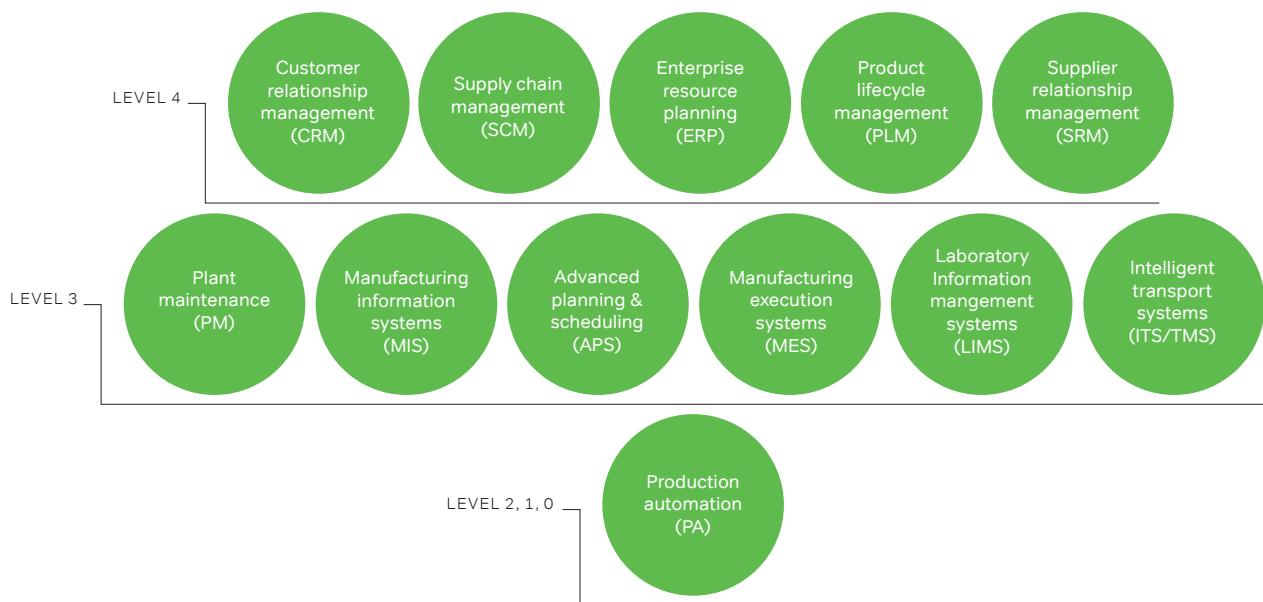 LEVEL 4
Customer
relationship
management
(CRM)
Supply chain
management
(SCM)
Enterprise
resource
planning
(ERP)
Product
lifecycle
management
(PLM)
Supplier
relationship
management
(SRM)
LEVEL 3
Plant
maintenance
(PM)
Manufacturing
information
systems
(MIS)
Advanced
planning &
scheduling
(APS)
Manufacturing
execution
systems
(MES)
Laboratory
Information
mangement
systems
(LIMS)
Intelligent
transport
systems
(ITS/TMS)
LEVEL 2, 1, 0
Production
automation
(PA)